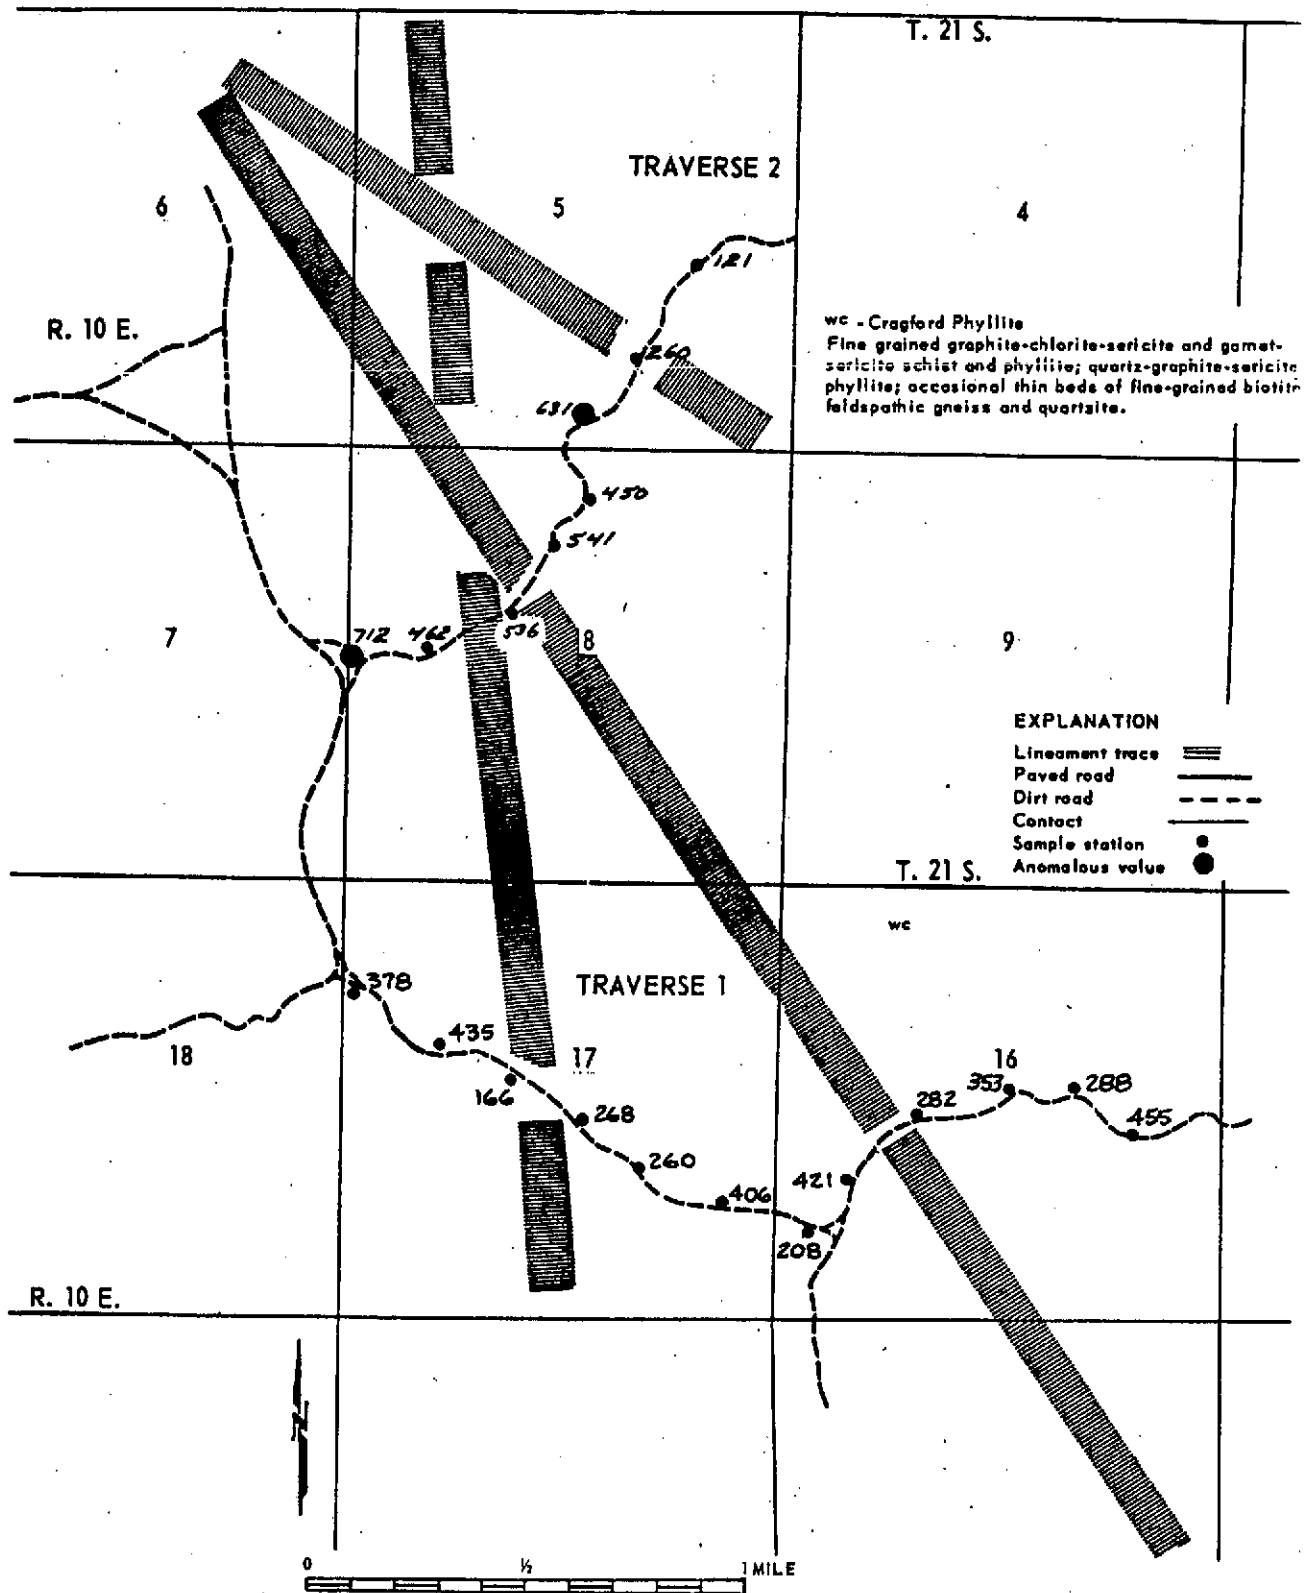 T. 21 S.
TRAVERSE 2
6
5
4
121
R. 10 E.
wc - Cragford Phyllite
Fine grained graphite-chlorite-sericite and garnet-
sericite schist and phyllite; quartz-graphite-sericite
phyllite; occasional thin beds of fine-grained biotite
feldspathic gneiss and quartzite.
260
631
450
541
7
712
462
536
8
9
EXPLANATION
Lineament trace
Paved road
Dirt road
Contact
Sample station
Anomalous value
T. 21 S.
wc
378
TRAVERSE 1
435
18
17
16
166
353
288
268
282
455
260
421
406
208
R. 10 E.
N
0 ½ 1 MILE